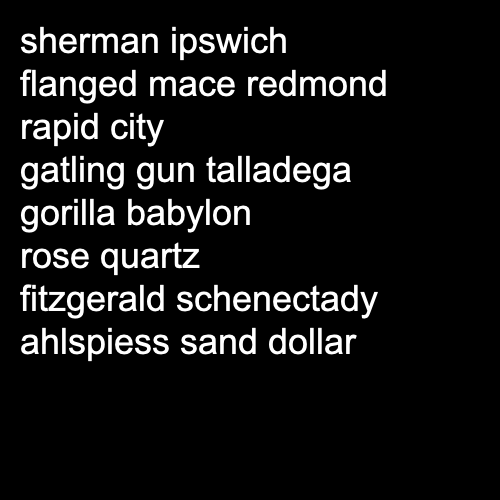 sherman ipswich
flanged mace redmond
rapid city
gatling gun talladega
gorilla babylon
rose quartz
fitzgerald schenectady
ahlspiess sand dollar